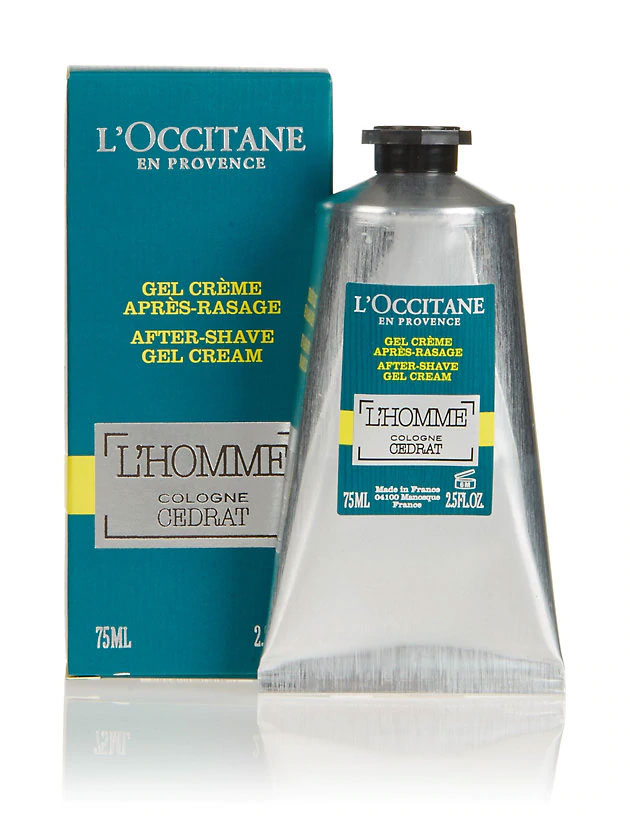 L'OCCITANE
EN PROVENCE
GEL CRÈME
APRÈS-RASAGE
AFTER-SHAVE
GEL CREAM
L'HOMME
COLOGNE
CEDRAT
75ML
L'OCCITANE
EN PROVENCE
GEL CRÈME
APRÈS-RASAGE
AFTER-SHAVE
GEL CREAM
L'HOMME
COLOGNE
CEDRAT
Made in France
75ML 04100 Manosque 2.5FL.OZ
France